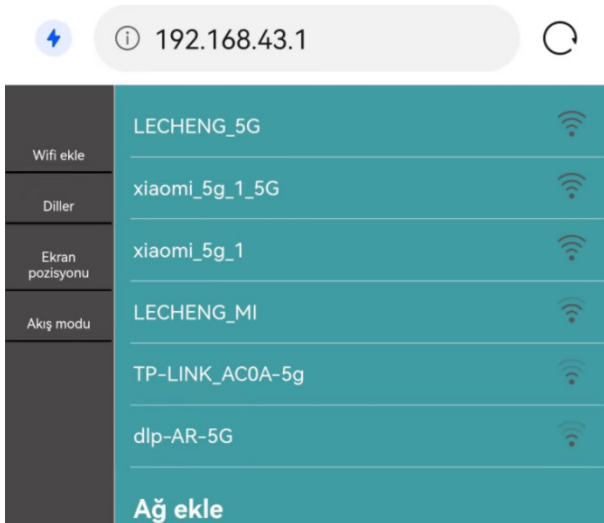 192.168.43.1
Wifi ekle
Diller
Ekran
pozisyonu
Akış modu
LECHENG_5G
xiaomi_5g_1_5G
xiaomi_5g_1
LECHENG_MI
TP-LINK_AC0A-5g
dlp-AR-5G
Ağ ekle